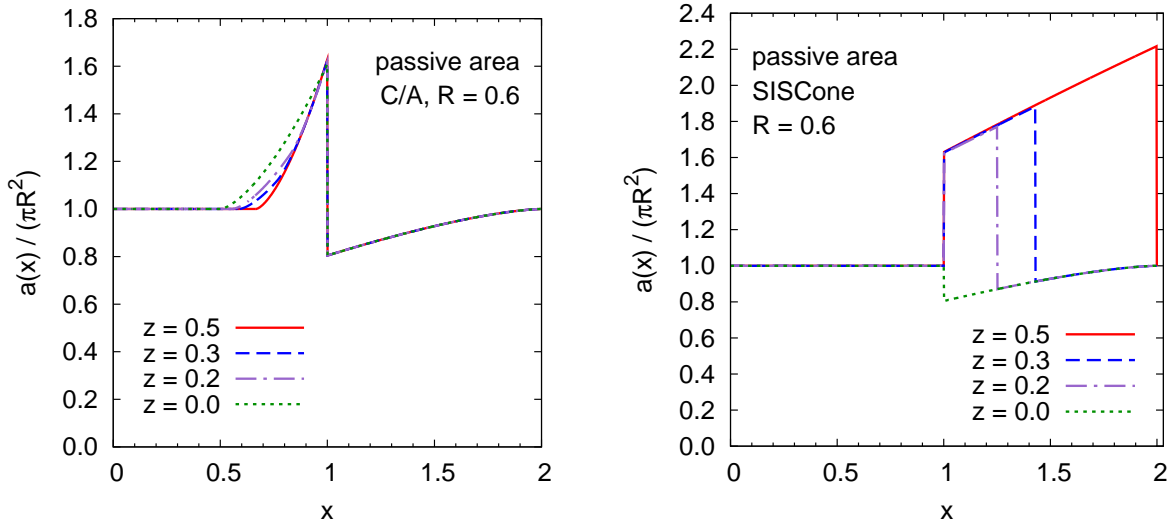 1.8
1.6
1.4
1.2
1.0
0.8
0.6
0.4
0.2
0.0
a(x) / (πR²)
passive area
C/A, R = 0.6
z = 0.5
z = 0.3
z = 0.2
z = 0.0
0 0.5 1 1.5 2
x
2.4
2.2
2.0
1.8
1.6
1.4
1.2
1.0
0.8
0.6
0.4
0.2
0.0
a(x) / (πR²)
passive area
SISCone
R = 0.6
z = 0.5
z = 0.3
z = 0.2
z = 0.0
0 0.5 1 1.5 2
x